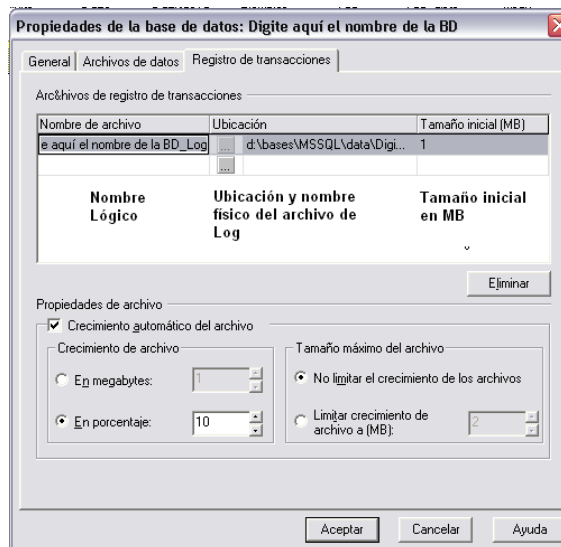 Propiedades de la base de datos: Digite aquí el nombre de la BD
General Archivos de datos Registro de transacciones
Arc&hivos de registro de transacciones
Nombre de archivo Ubicación Tamaño inicial (MB)
e aquí el nombre de la BD_Log ... d:\bases\MSSQL\data\Digi... 1
...
Nombre Ubicación y nombre Tamaño inicial
Lógico físico del archivo de en MB
Log
Eliminar
Propiedades de archivo
Crecimiento automático del archivo
Crecimiento de archivo Tamaño máximo del archivo
En megabytes: 1 No limitar el crecimiento de los archivos
En porcentaje: 10 Limitar crecimiento de
archivo a (MB): 2
Aceptar Cancelar Ayuda